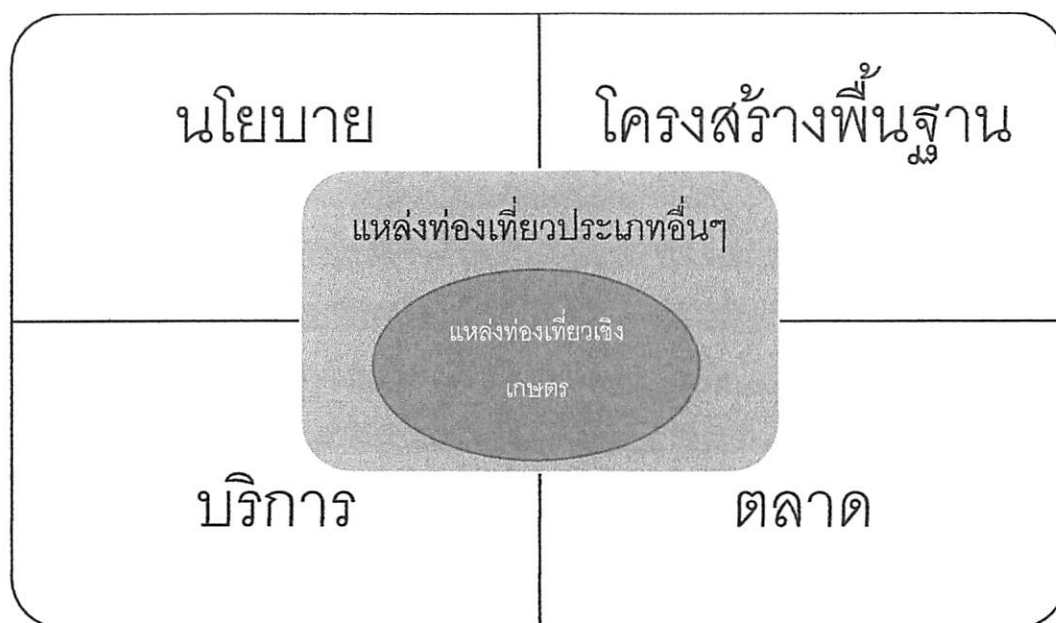 นโยบาย
โครงสร้างพื้นฐาน
แหล่งท่องเที่ยวประเภทอื่นๆ
แหล่งท่องเที่ยวเชิง
เกษตร
บริการ
ตลาด